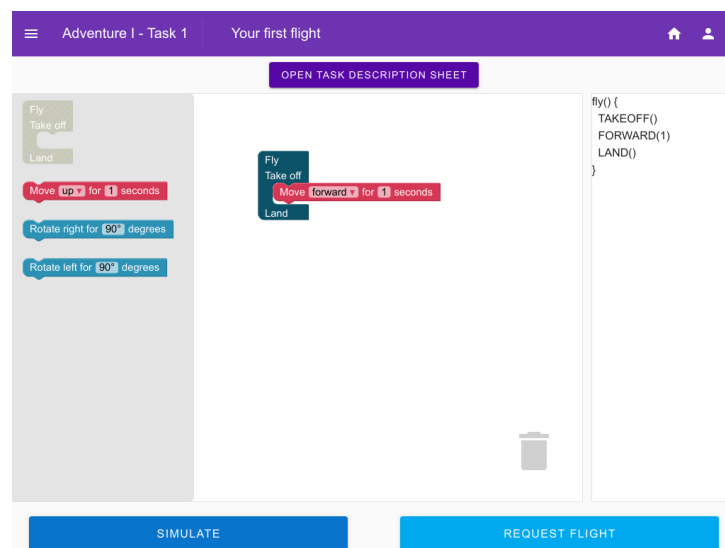 Adventure I - Task 1
Your first flight
OPEN TASK DESCRIPTION SHEET
Fly
Take off
Land
Move up ▾ for 1 seconds
Rotate right for 90° degrees
Rotate left for 90° degrees
Fly
Take off
Move forward ▾ for 1 seconds
Land
fly() {
TAKEOFF()
FORWARD(1)
LAND()
}
SIMULATE
REQUEST FLIGHT